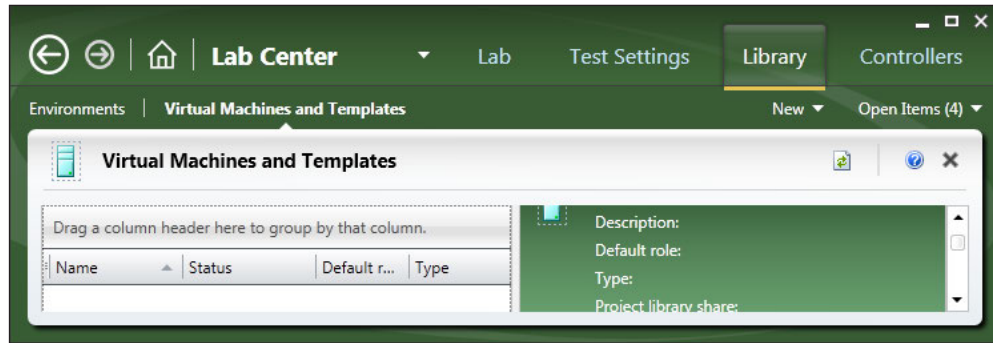 Lab Center Lab Test Settings Library Controllers
Environments Virtual Machines and Templates New Open Items (4)
Virtual Machines and Templates
Drag a column header here to group by that column.
Name Status Default r... Type
Description:
Default role:
Type:
Project library share: